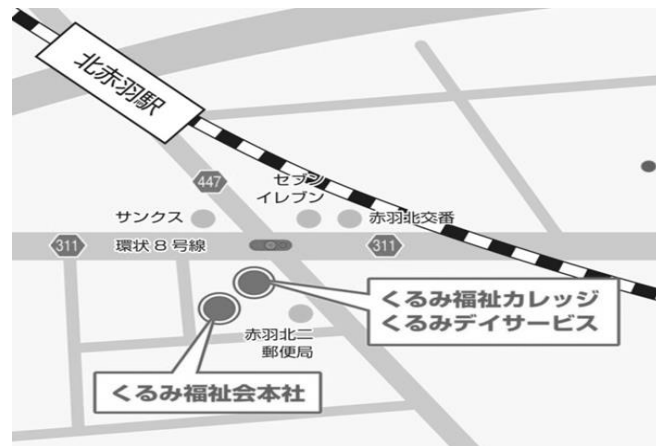 北赤羽駅
447
セブン
イレブン
サンクス
赤羽北交番
311
環状8号線
311
くるみ福祉カレッジ
くるみデイサービス
赤羽北二
郵便局
くるみ福祉会本社